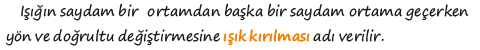 Işığın saydam bir ortamdan başka bir saydam ortama geçerken
yön ve doğrultu değiştirmesine ışık kırılması adı verilir.